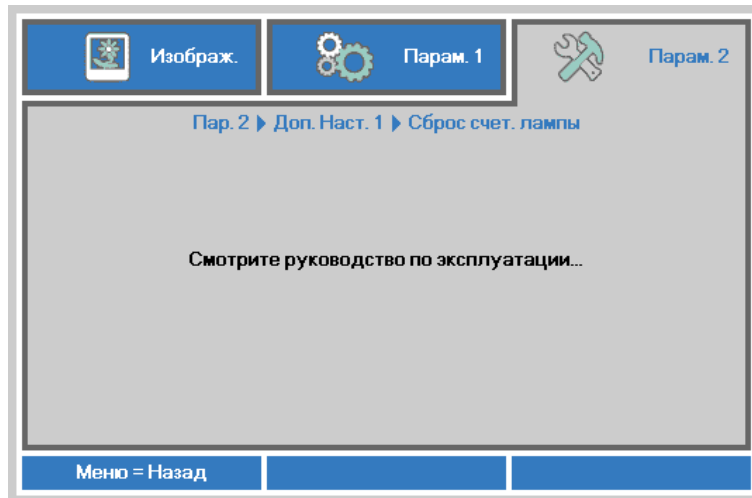 Изображ.
Парам. 1
Парам. 2
Пар. 2 ▶ Доп. Наст. 1 ▶ Сброс счет. лампы
Смотрите руководство по эксплуатации...
Меню = Назад